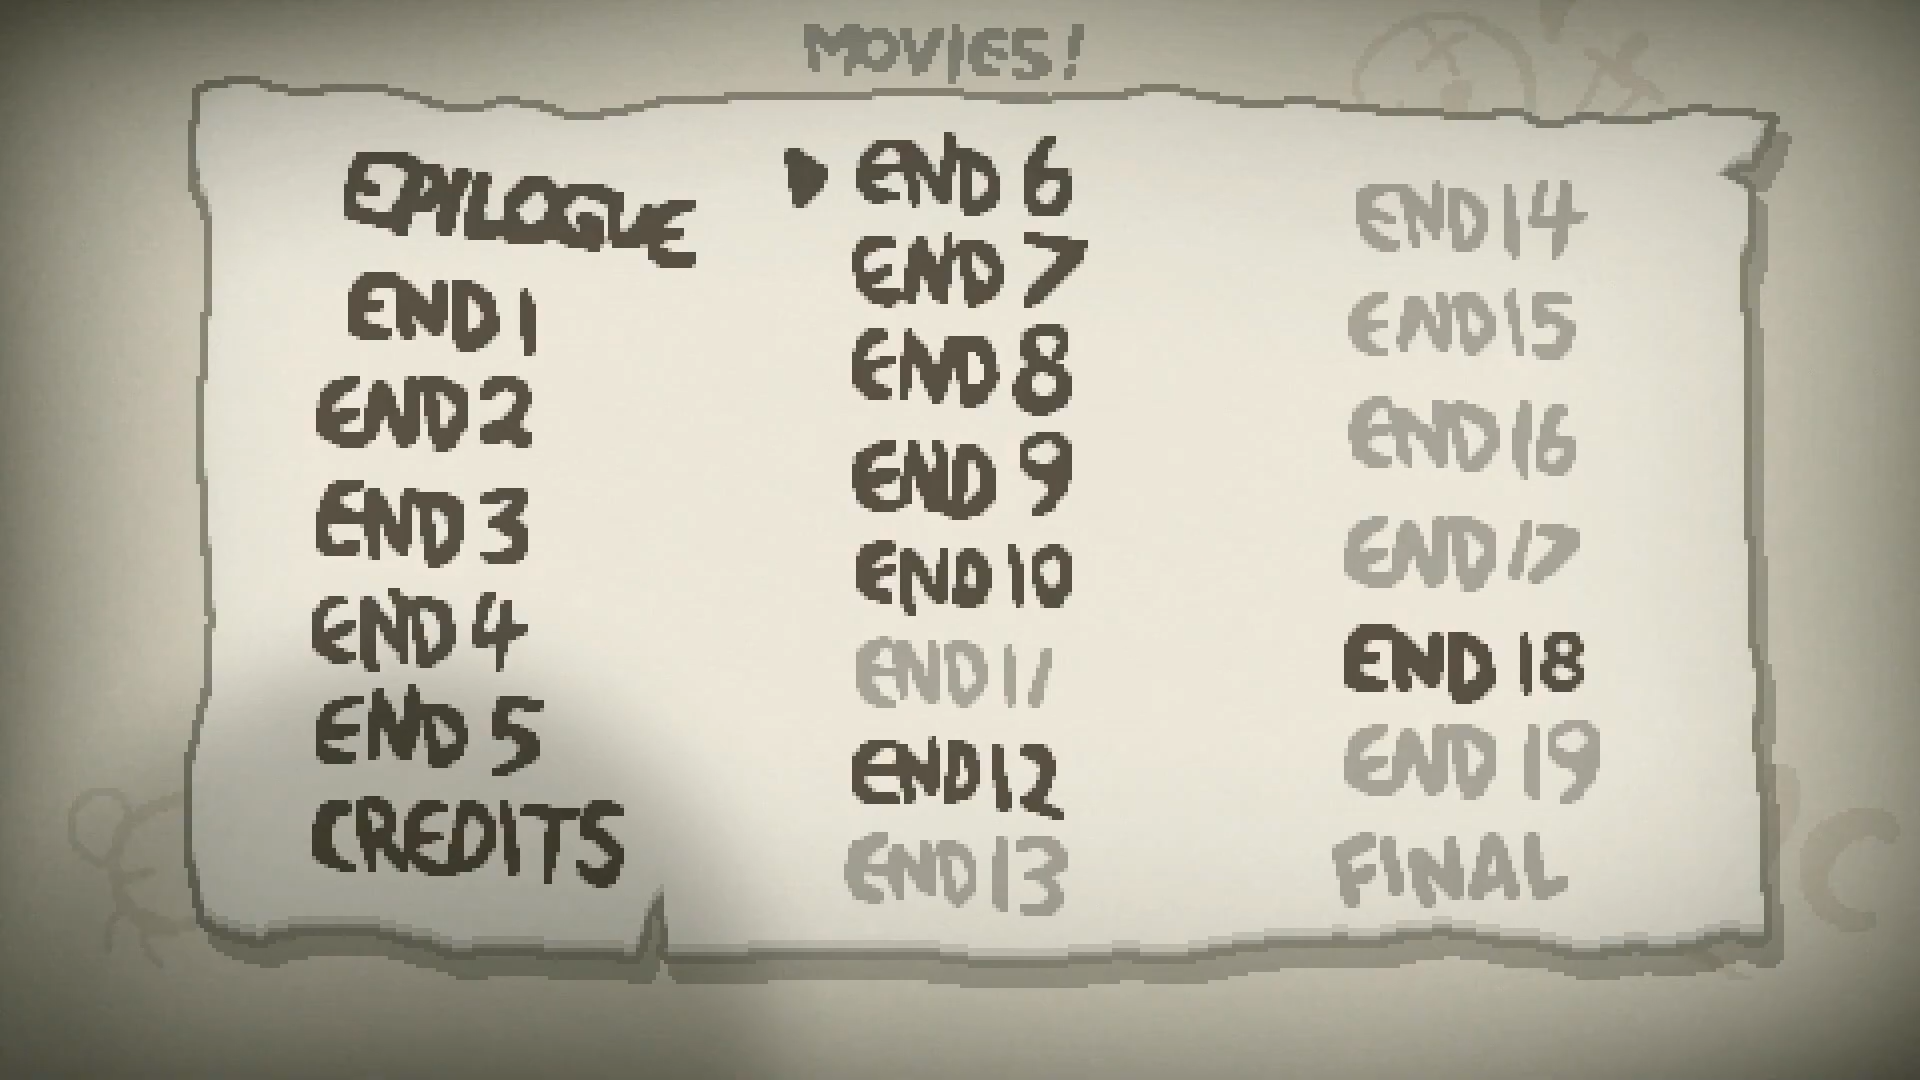 MOVIES!
EPILOGUE
END 1
END 2
END 3
END 4
END 5
CREDITS
END 6
END 7
END 8
END 9
END 10
END 11
END 12
END 13
END 14
END 15
END 16
END 17
END 18
END 19
FINAL